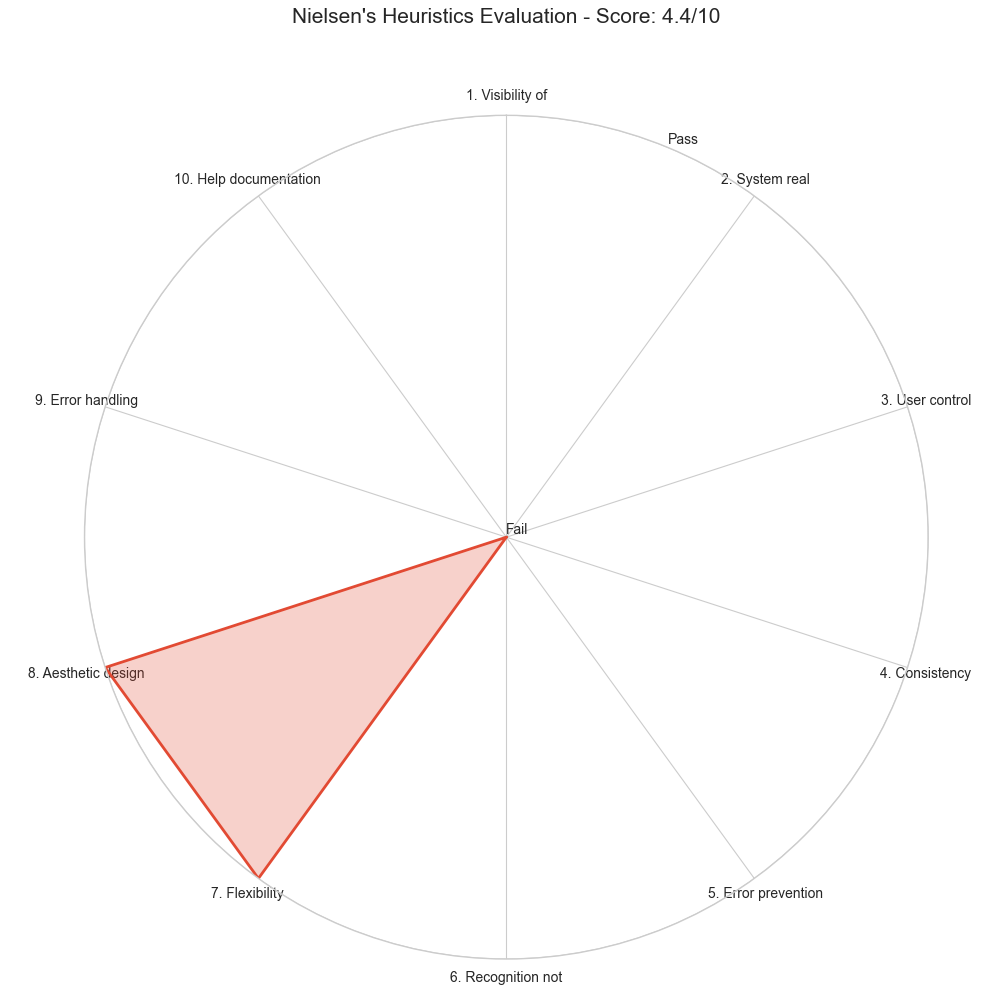 Nielsen's Heuristics Evaluation - Score: 4.4/10
1. Visibility of
Pass
10. Help documentation
2. System real
9. Error handling
3. User control
Fail
8. Aesthetic design
4. Consistency
7. Flexibility
5. Error prevention
6. Recognition not